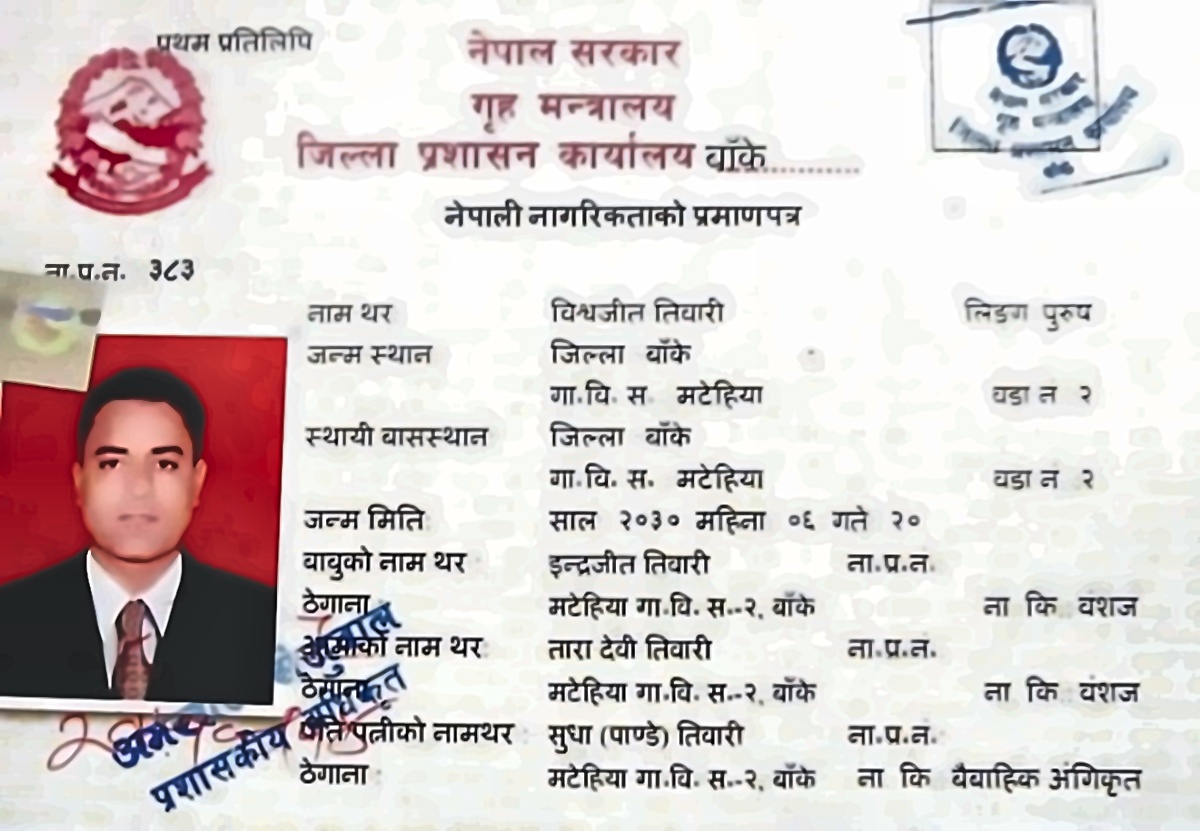 प्रथम प्रतिलिपि
नेपाल सरकार
गृह मन्त्रालय
जिल्ला प्रशासन कार्यालय बाँके
नेपाली नागरिकताको प्रमाणपत्र
ना.प.न. ३८३
नाम थर विश्वजीत तिवारी लिङग पुरुष
जन्म स्थान जिल्ला बाँके
गा.वि. स. मटेहिया वडा नं २
स्थायी वासस्थान जिल्ला बाँके
गा.वि. स. मटेहिया वडा नं २
जन्म मिति साल २०३० महिना ०६ गते २०
वावुको नाम थर इन्द्रजीत तिवारी ना.प.नं.
ठेगाना मटेहिया गा.वि. स.-२, बाँके ना कि वंशज
आमाको नाम थर तारा देवी तिवारी ना.प.नं.
ठेगाना मटेहिया गा.वि. स.-२, बाँके ना कि वंशज
पति पत्नीको नामथर सुधा (पाण्डे) तिवारी ना.प.नं.
ठेगाना मटेहिया गा.वि. स.-२, बाँके ना कि वैवाहिक अंगिकृत
प्रशासकीय अधिकृत